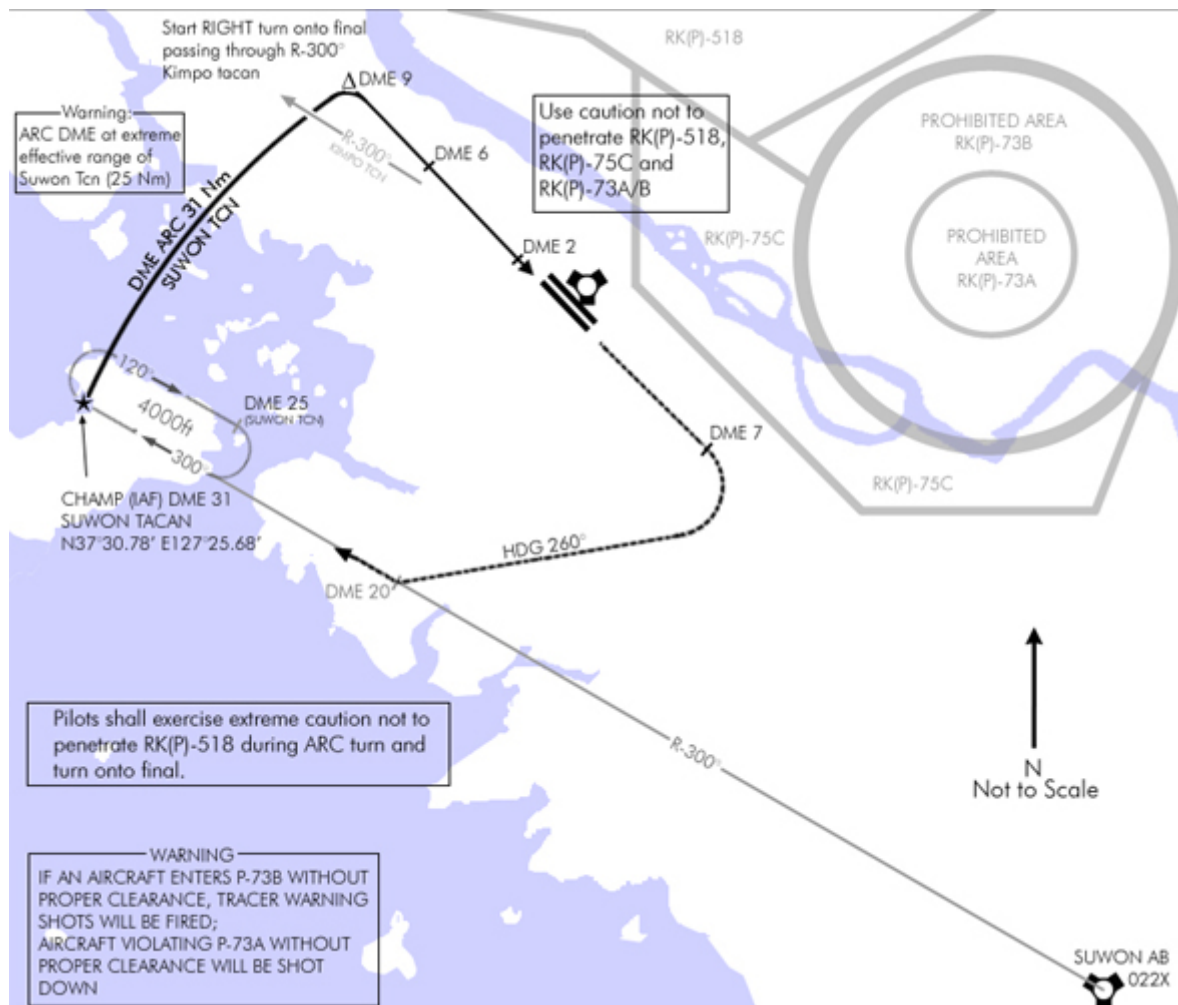 Start RIGHT turn onto final
passing through R-300°
Kimpo tacan
RK(P)-518
Δ DME 9
Warning:
ARC DME at extreme
effective range of
Suwon Tcn (25 Nm)
R-300°
KIMPO TCN
DME 6
Use caution not to
penetrate RK(P)-518,
RK(P)-75C and
RK(P)-73A/B
PROHIBITED AREA
RK(P)-73B
DME ARC 31 Nm
SUWON TCN
DME 2
RK(P)-75C
PROHIBITED
AREA
RK(P)-73A
120°
4000ft
300°
DME 25
(SUWON TCN)
DME 7
RK(P)-75C
CHAMP (IAF) DME 31
SUWON TACAN
N37°30.78' E127°25.68'
HDG 260°
DME 20
R-300°
N
Not to Scale
Pilots shall exercise extreme caution not to
penetrate RK(P)-518 during ARC turn and
turn onto final.
WARNING
IF AN AIRCRAFT ENTERS P-73B WITHOUT
PROPER CLEARANCE, TRACER WARNING
SHOTS WILL BE FIRED;
AIRCRAFT VIOLATING P-73A WITHOUT
PROPER CLEARANCE WILL BE SHOT
DOWN
SUWON AB
022X